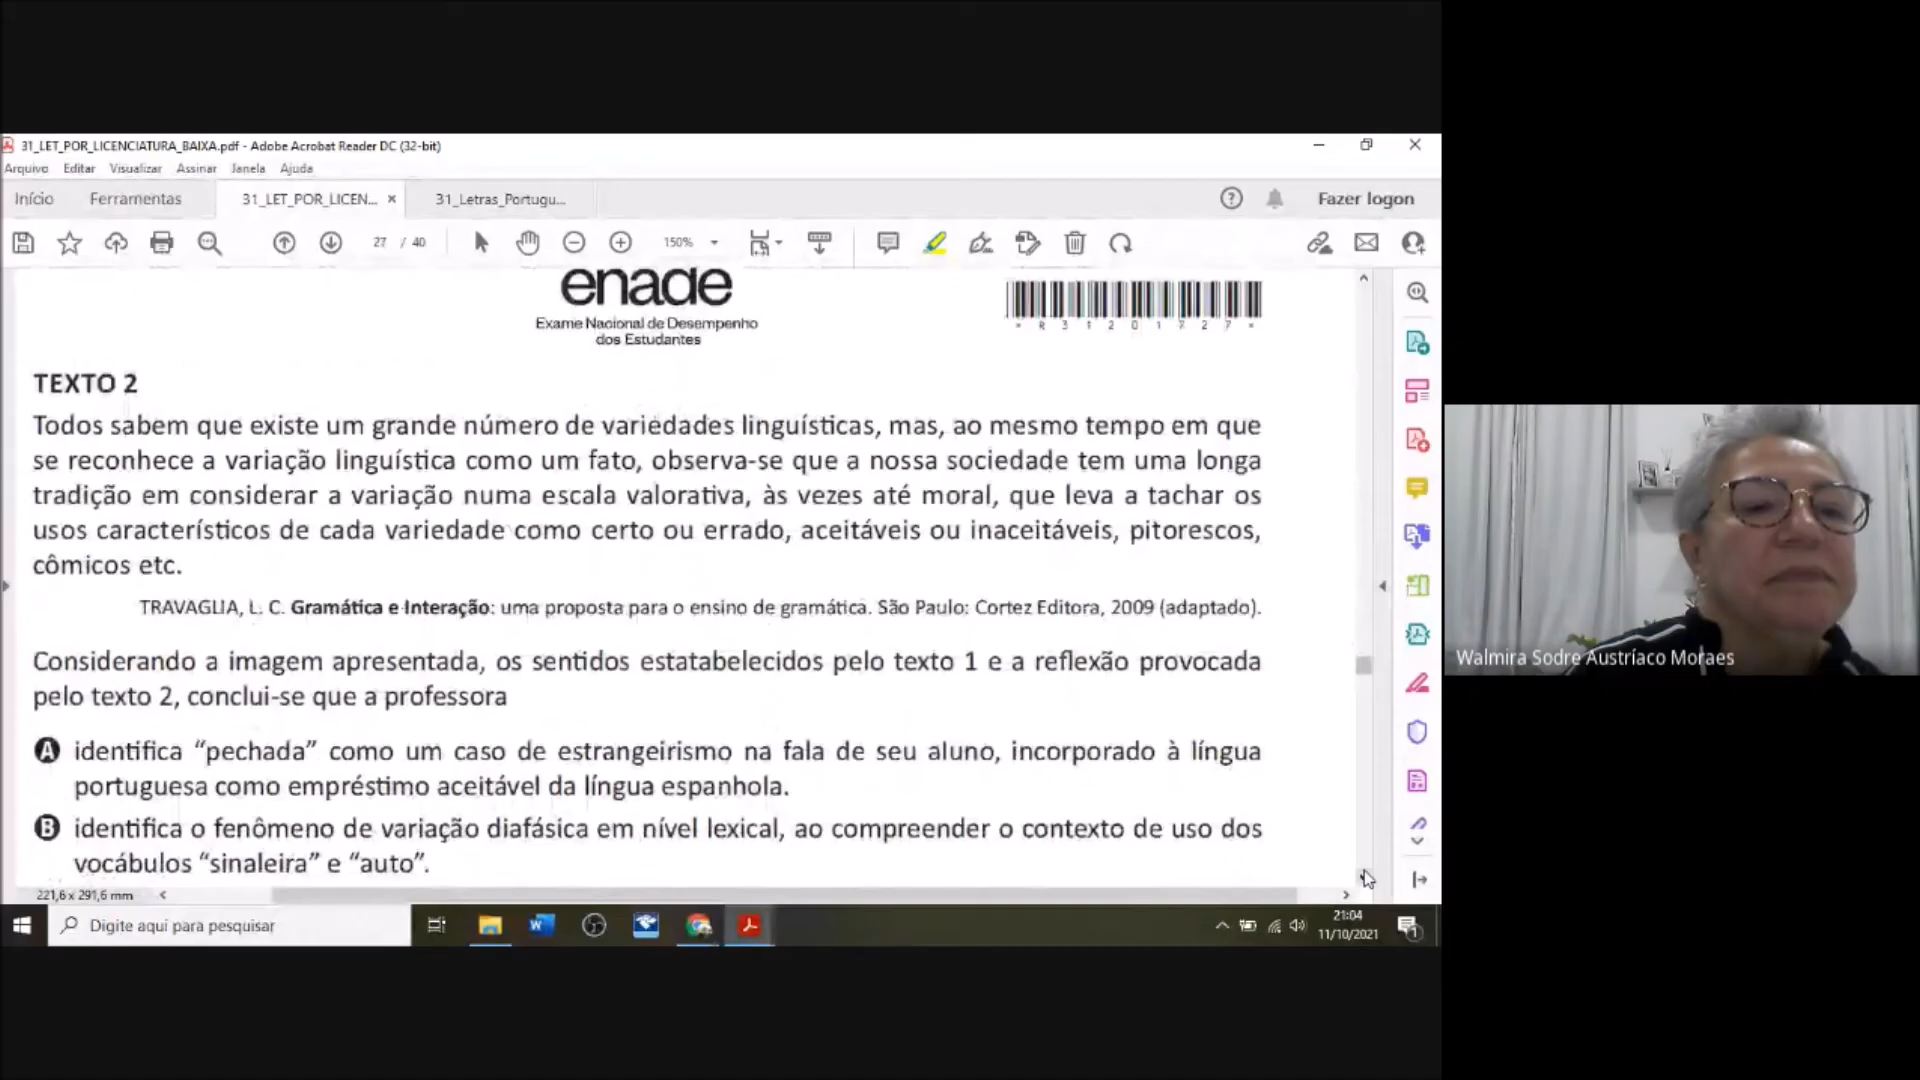 31_LET_POR_LICENCIATURA_BAIXA.pdf - Adobe Acrobat Reader DC (32-bit)
Arquivo Editar Visualizar Assinar Janela Ajuda
Início Ferramentas 31_LET_POR_LICEN... × 31_Letras_Portugu... Fazer logon
27 / 40 150%
enade
Exame Nacional de Desempenho
dos Estudantes
* R 3 1 2 0 1 7 2 7 *
TEXTO 2
Todos sabem que existe um grande número de variedades linguísticas, mas, ao mesmo tempo em que
se reconhece a variação linguística como um fato, observa-se que a nossa sociedade tem uma longa
tradição em considerar a variação numa escala valorativa, às vezes até moral, que leva a tachar os
usos característicos de cada variedade como certo ou errado, aceitáveis ou inaceitáveis, pitorescos,
cômicos etc.
TRAVAGLIA, L. C. Gramática e Interação: uma proposta para o ensino de gramática. São Paulo: Cortez Editora, 2009 (adaptado).
Considerando a imagem apresentada, os sentidos estatabelecidos pelo texto 1 e a reflexão provocada
pelo texto 2, conclui-se que a professora
A identifica “pechada” como um caso de estrangeirismo na fala de seu aluno, incorporado à língua
portuguesa como empréstimo aceitável da língua espanhola.
B identifica o fenômeno de variação diafásica em nível lexical, ao compreender o contexto de uso dos
vocábulos “sinaleira” e “auto”.
221,6 x 291,6 mm
Digite aqui para pesquisar
21:04
11/10/2021
1
Walmira Sodre Austríaco Moraes